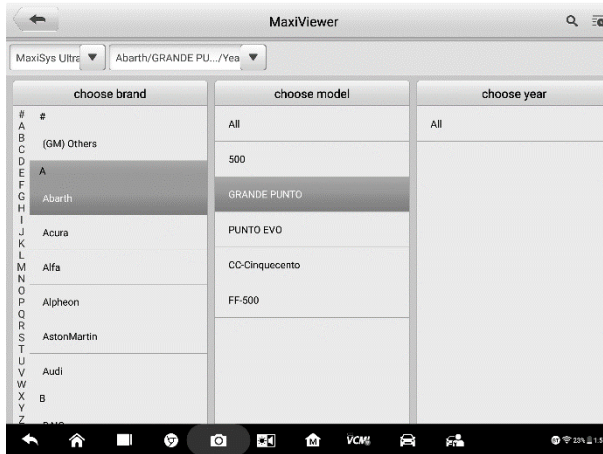 MaxiViewer
MaxiSys Ultra
Abarth/GRANDE PU.../Yea
choose brand
choose model
choose year
#
A
B
C
D
E
F
G
H
I
J
K
L
M
N
O
P
Q
R
S
T
U
V
W
X
Y
Z
#
(GM) Others
A
Abarth
Acura
Alfa
Alpheon
AstonMartin
Audi
B
All
500
GRANDE PUNTO
PUNTO EVO
CC-Cinquecento
FF-500
All
M
VCMI
23%